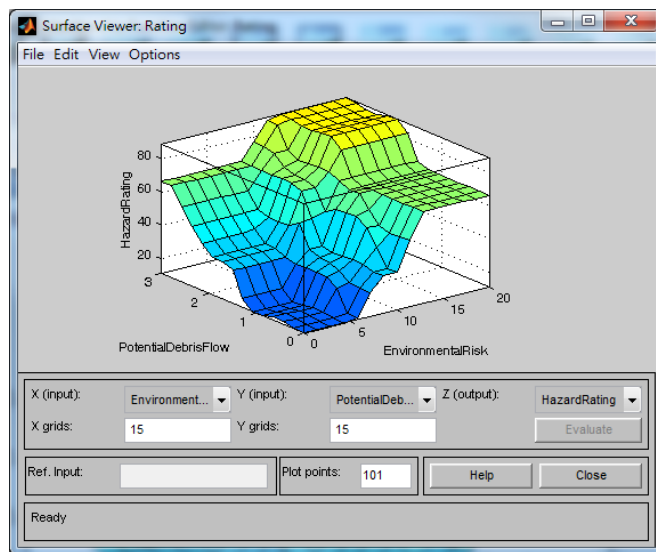 Surface Viewer: Rating
File Edit View Options
HazardRating
80
60
40
20
3
2
1
0
0
5
10
15
20
PotentialDebrisFlow
EnvironmentalRisk
X (input): Environment... Y (input): PotentialDeb... Z (output): HazardRating
X grids: 15 Y grids: 15 Evaluate
Ref. Input: Plot points: 101 Help Close
Ready